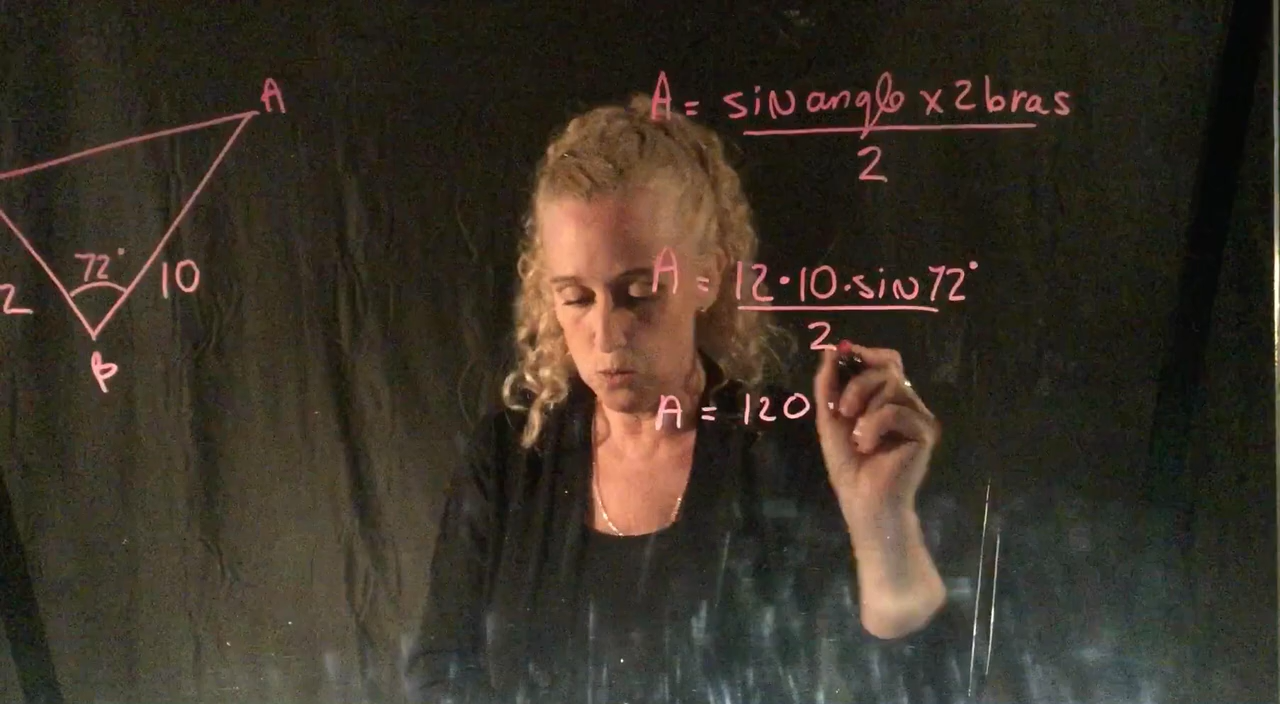 A
72°
10
2
B
A = sin angle x 2 bras
2
A = 12·10·sin 72°
2
A = 120 ·